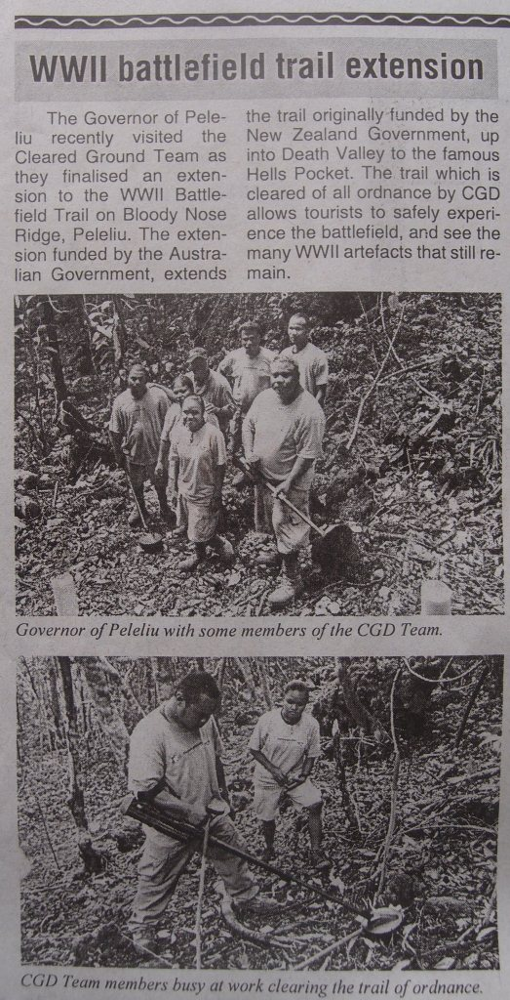 WWII battlefield trail extension
The Governor of Pele-
liu recently visited the
Cleared Ground Team as
they finalised an exten-
sion to the WWII Battle-
field Trail on Bloody Nose
Ridge, Peleliu. The exten-
sion funded by the Austra-
lian Government, extends
the trail originally funded by the
New Zealand Government, up
into Death Valley to the famous
Hells Pocket. The trail which is
cleared of all ordnance by CGD
allows tourists to safely experi-
ence the battlefield, and see the
many WWII artefacts that still re-
main.
Governor of Peleliu with some members of the CGD Team.
CGD Team members busy at work clearing the trail of ordnance.